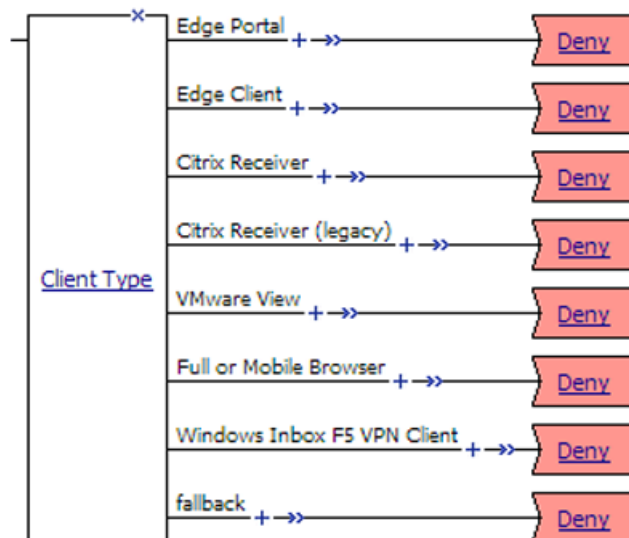 Edge Portal
Deny
Edge Client
Deny
Citrix Receiver
Deny
Citrix Receiver (legacy)
Deny
Client Type
VMware View
Deny
Full or Mobile Browser
Deny
Windows Inbox F5 VPN Client
Deny
fallback
Deny